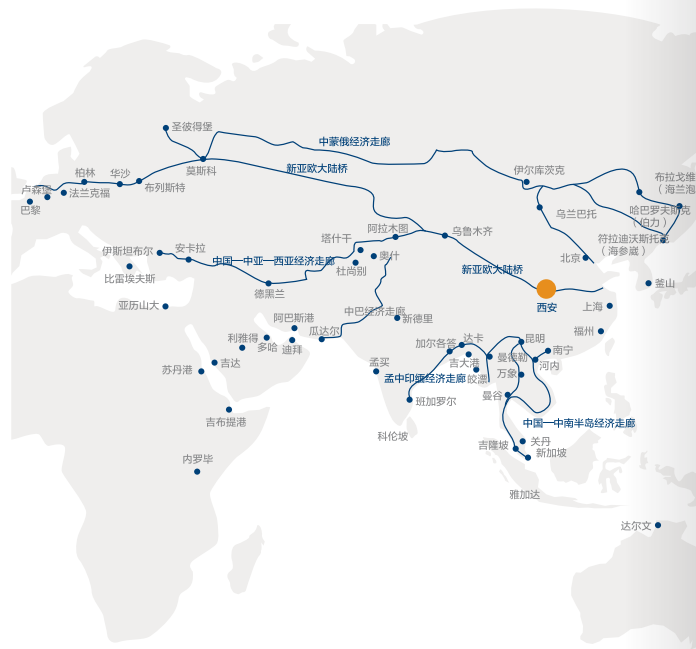 圣彼得堡
中蒙俄经济走廊
莫斯科
新亚欧大陆桥
伊尔库茨克
柏林
华沙
布列斯特
卢森堡
法兰克福
巴黎
布拉戈维
（海兰泡
哈巴罗夫斯克
（伯力）
乌兰巴托
符拉迪沃斯托克
（海参崴）
阿拉木图
乌鲁木齐
塔什干
奥什
杜尚别
伊斯坦布尔
安卡拉
中国—中亚—西亚经济走廊
新亚欧大陆桥
北京
比雷埃夫斯
德黑兰
釜山
西安
上海
亚历山大
中巴经济走廊
新德里
阿巴斯港
瓜达尔
福州
利雅得
多哈
迪拜
加尔各答
达卡
昆明
南宁
吉达
苏丹港
孟买
吉大港
曼德勒
河内
皎漂
万象
孟中印缅经济走廊
曼谷
班加罗尔
吉布提港
中国—中南半岛经济走廊
科伦坡
吉隆坡
关丹
新加坡
内罗毕
雅加达
达尔文